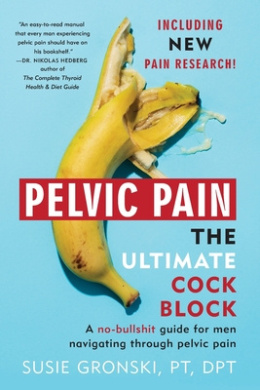 "An easy-to-read manual
that every man experiencing
pelvic pain should have on
his bookshelf."
—DR. NIKOLAS HEDBERG
author of
The Complete Thyroid
Health & Diet Guide
INCLUDING
NEW
PAIN RESEARCH!
PELVIC PAIN
THE
ULTIMATE
COCK
BLOCK
A no-bullshit guide for men
navigating through pelvic pain
SUSIE GRONSKI, PT, DPT